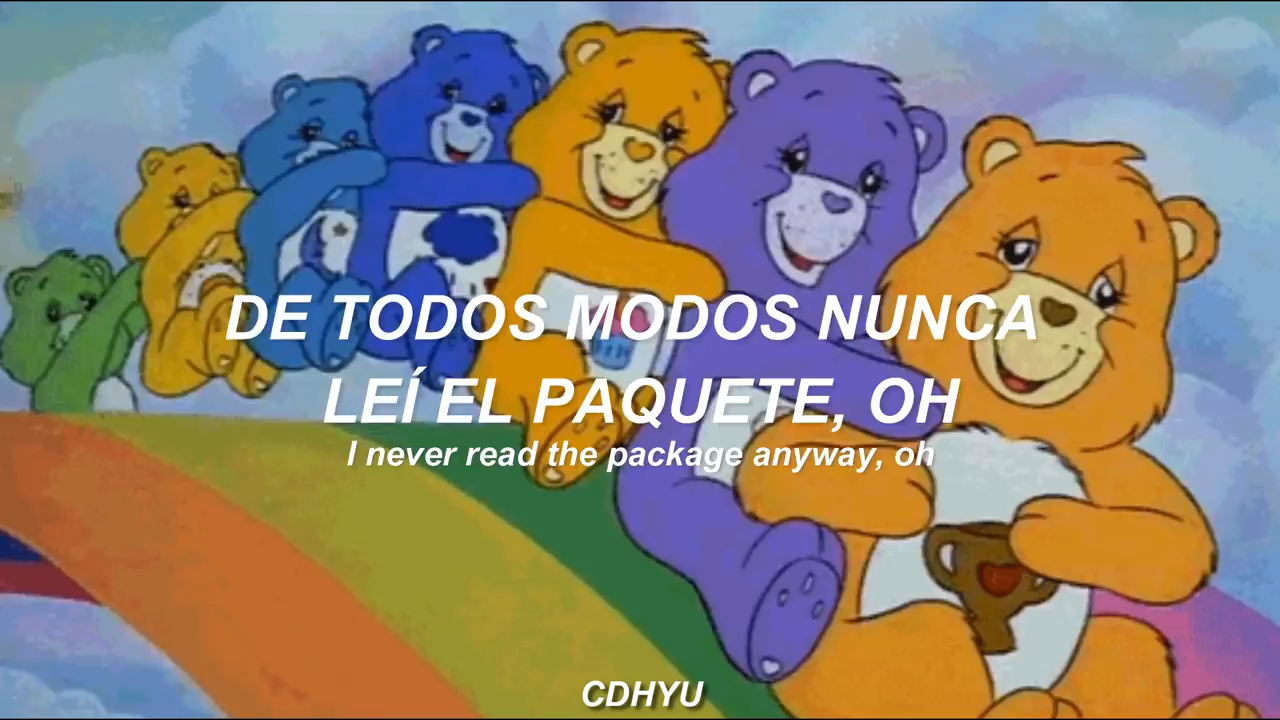 DE TODOS MODOS NUNCA
LEÍ EL PAQUETE, OH
I never read the package anyway, oh
CDHYU